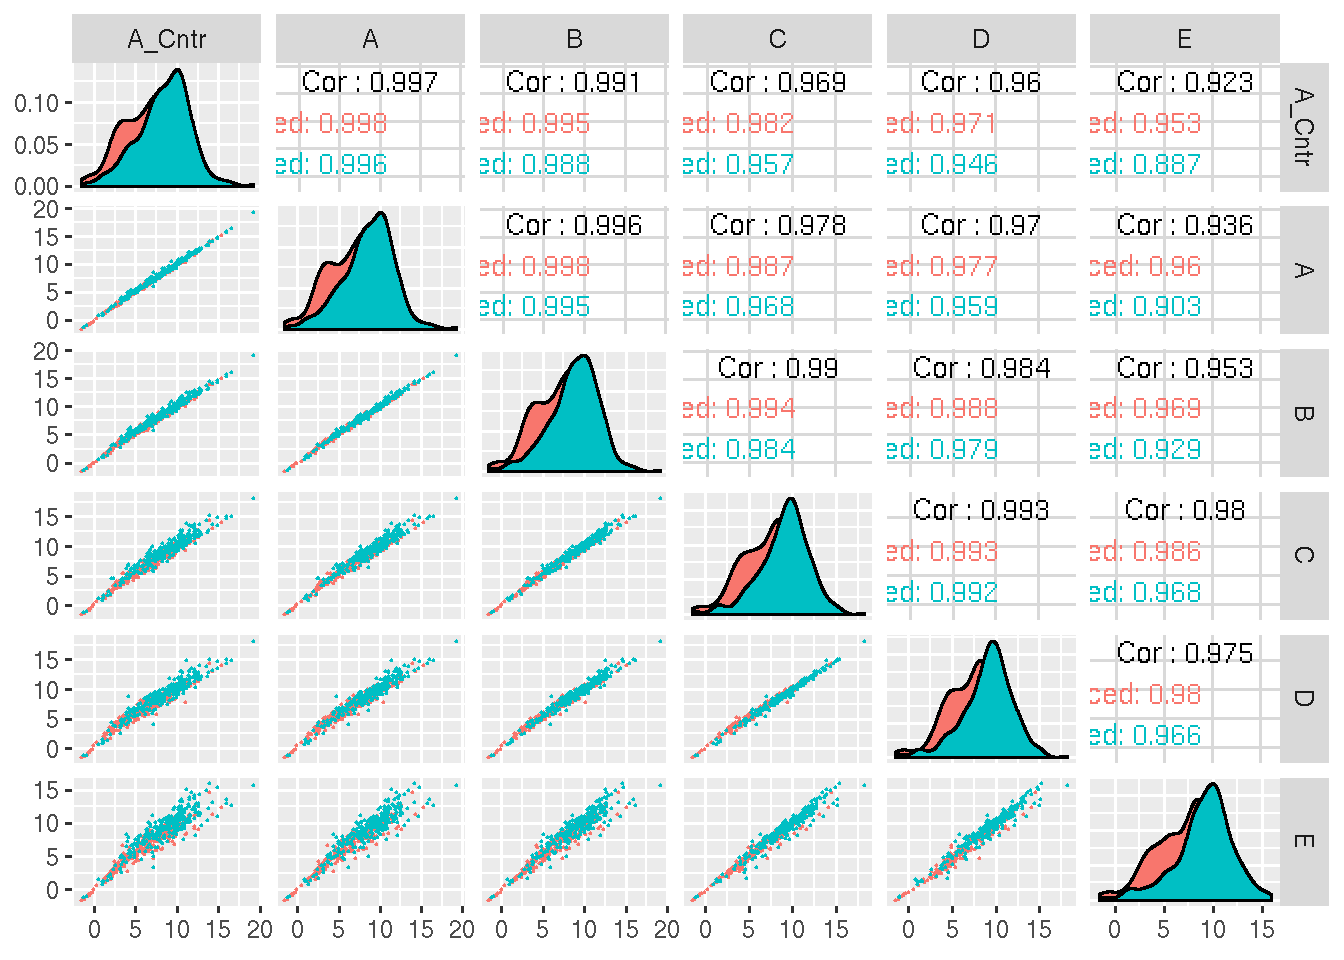 A_Cntr A B C D E
0.10 Cor : 0.997 Cor : 0.991 Cor : 0.969 Cor : 0.96 Cor : 0.923 A_Cntr
0.05 ed: 0.998 ed: 0.995 ed: 0.982 ed: 0.971 ed: 0.953
0.00 ed: 0.996 ed: 0.988 ed: 0.957 ed: 0.946 ed: 0.887
20 Cor : 0.996 Cor : 0.978 Cor : 0.97 Cor : 0.936 A
15
10 ed: 0.998 ed: 0.987 ed: 0.977 ced: 0.96
5 ed: 0.995 ed: 0.968 ed: 0.959 ed: 0.903
0
20 Cor : 0.99 Cor : 0.984 Cor : 0.953 B
15
10 ed: 0.994 ed: 0.988 ed: 0.969
5 ed: 0.984 ed: 0.979 ed: 0.929
0
15 Cor : 0.993 Cor : 0.98 C
10 ed: 0.993 ed: 0.986
5 ed: 0.992 ed: 0.968
0
15 Cor : 0.975 D
10 ced: 0.98
5 ed: 0.966
0
15 E
10
5
0
0 5 10 15 20 0 5 10 15 20 0 5 10 15 20 0 5 10 15 0 5 10 15 0 5 10 15